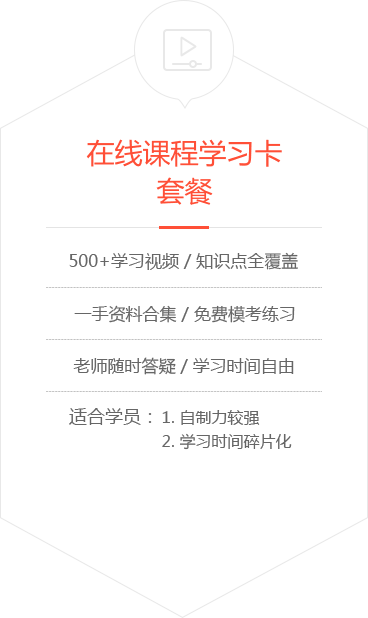 在线课程学习卡
套餐
500+学习视频 / 知识点全覆盖
一手资料合集 / 免费模考练习
老师随时答疑 / 学习时间自由
适合学员：1. 自制力较强
2. 学习时间碎片化